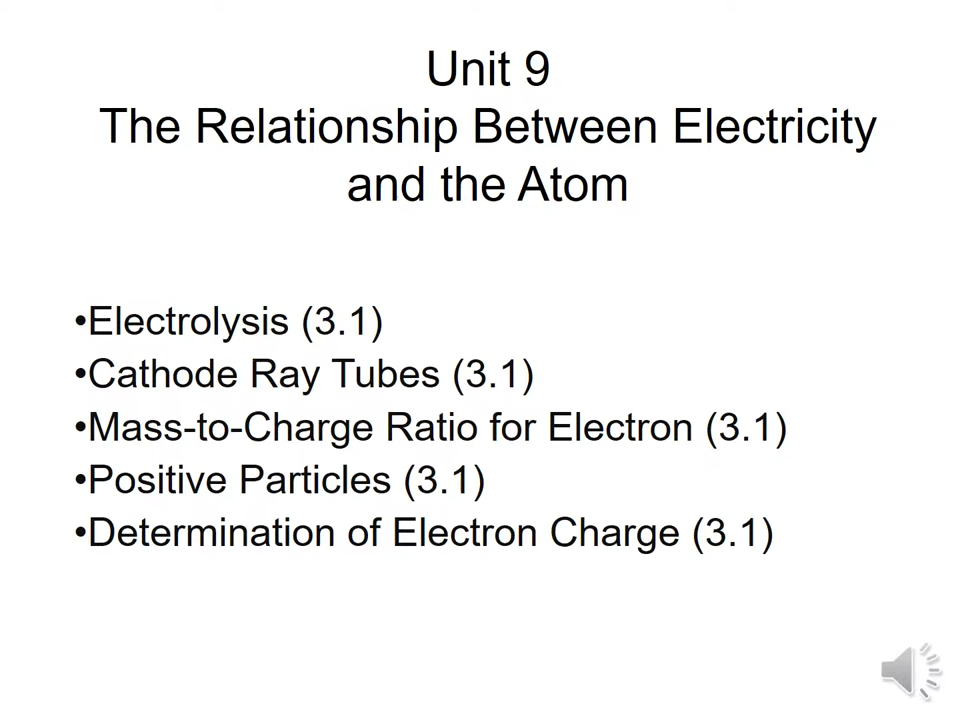 Unit 9
The Relationship Between Electricity
and the Atom
•Electrolysis (3.1)
•Cathode Ray Tubes (3.1)
•Mass-to-Charge Ratio for Electron (3.1)
•Positive Particles (3.1)
•Determination of Electron Charge (3.1)